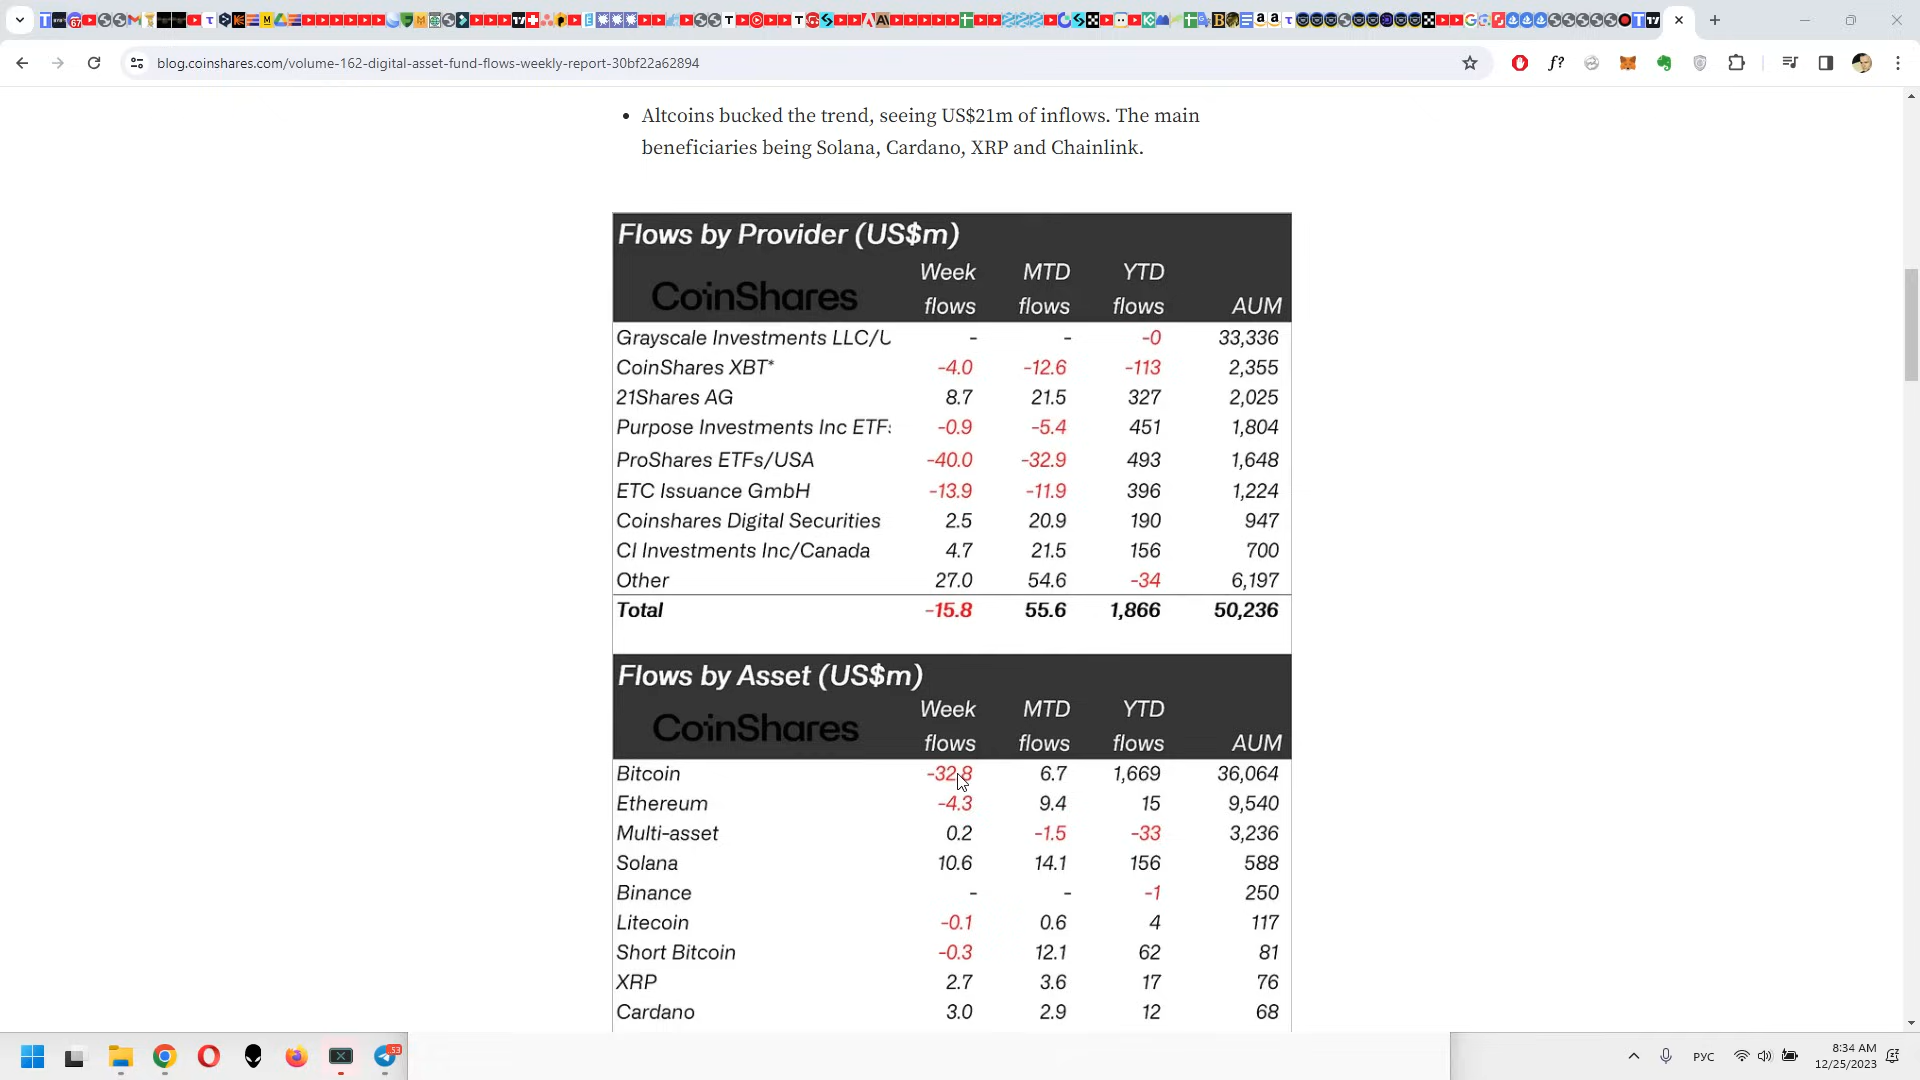 blog.coinshares.com/volume-162-digital-asset-fund-flows-weekly-report-30bf22a62894
• Altcoins bucked the trend, seeing US$21m of inflows. The main
beneficiaries being Solana, Cardano, XRP and Chainlink.
Flows by Provider (US$m)
Week MTD YTD
CoinShares flows flows flows AUM
Grayscale Investments LLC/U - - -0 33,336
CoinShares XBT* -4.0 -12.6 -113 2,355
21Shares AG 8.7 21.5 327 2,025
Purpose Investments Inc ETF -0.9 -5.4 451 1,804
ProShares ETFs/USA -40.0 -32.9 493 1,648
ETC Issuance GmbH -13.9 -11.9 396 1,224
Coinshares Digital Securities 2.5 20.9 190 947
CI Investments Inc/Canada 4.7 21.5 156 700
Other 27.0 54.6 -34 6,197
Total -15.8 55.6 1,866 50,236
Flows by Asset (US$m)
Week MTD YTD
CoinShares flows flows flows AUM
Bitcoin -32.8 6.7 1,669 36,064
Ethereum -4.3 9.4 15 9,540
Multi-asset 0.2 -1.5 -33 3,236
Solana 10.6 14.1 156 588
Binance - - -1 250
Litecoin -0.1 0.6 4 117
Short Bitcoin -0.3 12.1 62 81
XRP 2.7 3.6 17 76
Cardano 3.0 2.9 12 68
53
РУС
8:34 AM
12/25/2023